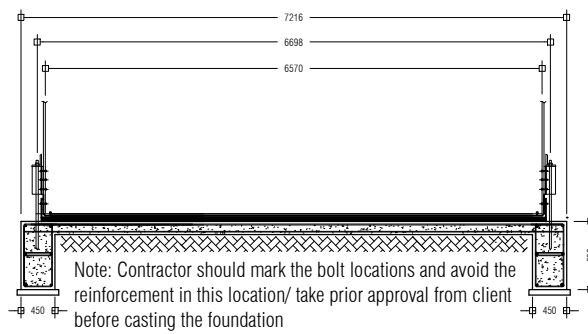 7216
6698
6570
Note: Contractor should mark the bolt locations and avoid the
reinforcement in this location/ take prior approval from client
before casting the foundation
450
450